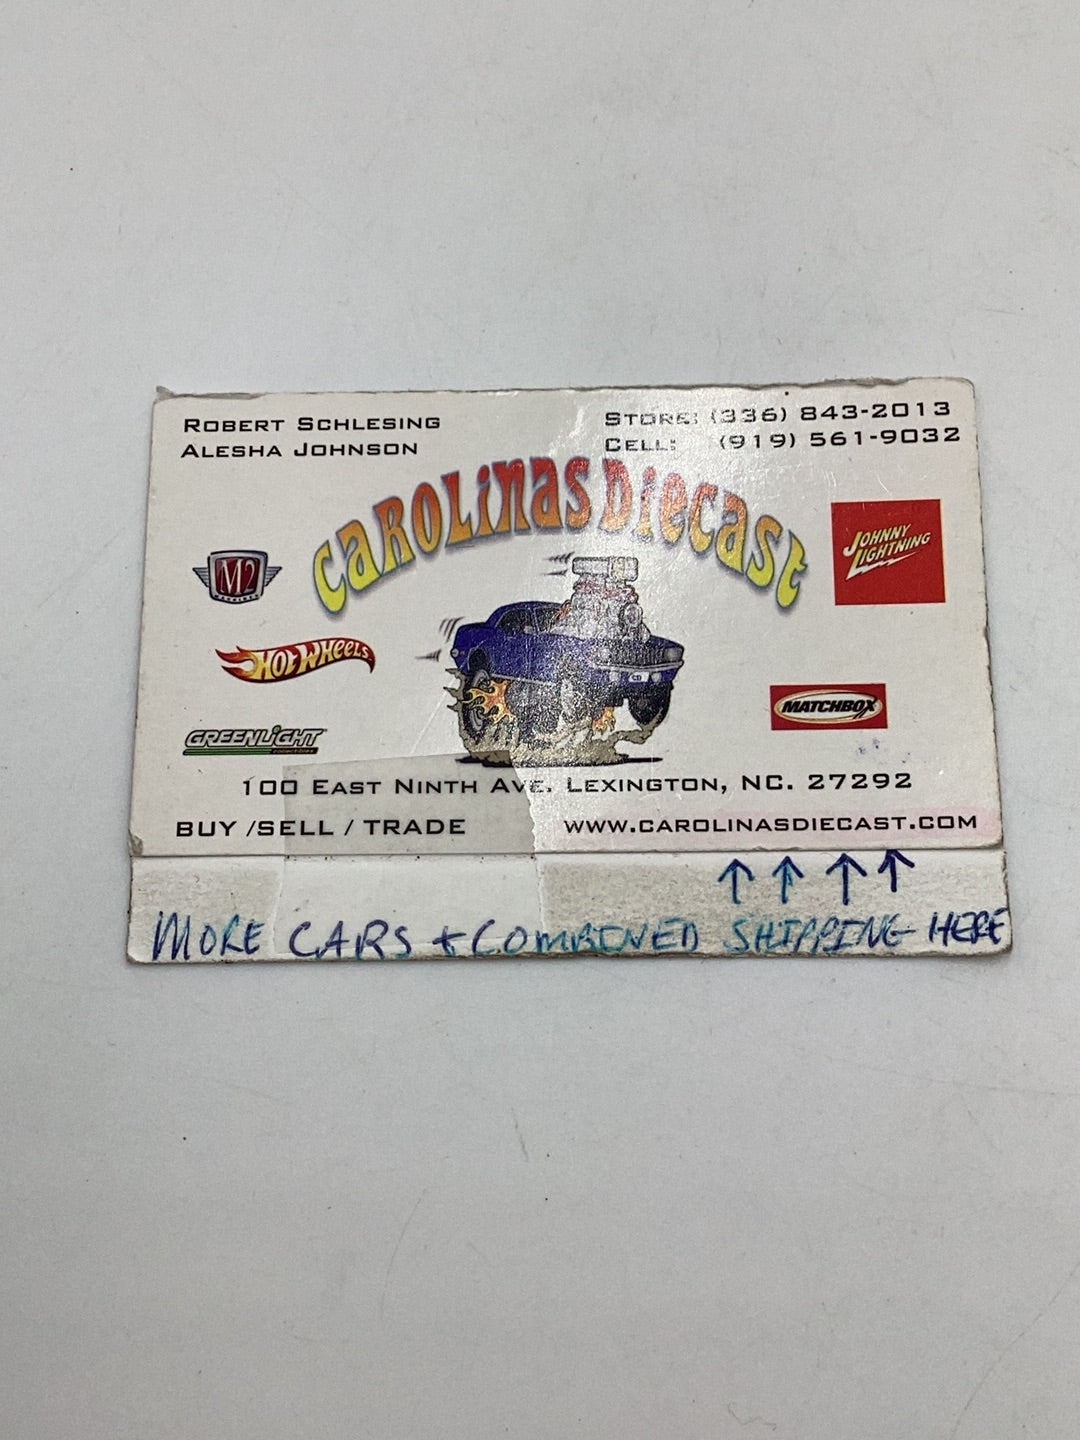 ROBERT SCHLESING
ALESHA JOHNSON
STORE: (336) 843-2013
CELL: (919) 561-9032
CAROLINAS DIECAST
M2
JOHNNY LIGHTNING
HOT WHEELS
MATCHBOX
GREENLIGHT
100 EAST NINTH AVE. LEXINGTON, NC. 27292
BUY /SELL / TRADE
WWW.CAROLINASDIECAST.COM
MORE CARS + COMBINED SHIPPING HERE